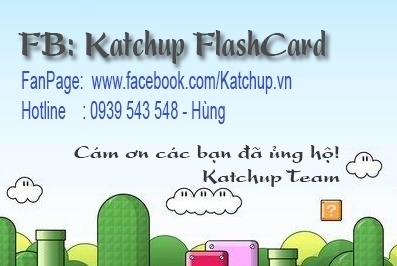 FB: Katchup FlashCard
FanPage: www.facebook.com/Katchup.vn
Hotline : 0939 543 548 - Hùng
Cám ơn các bạn đã ủng hộ!
Katchup Team
?